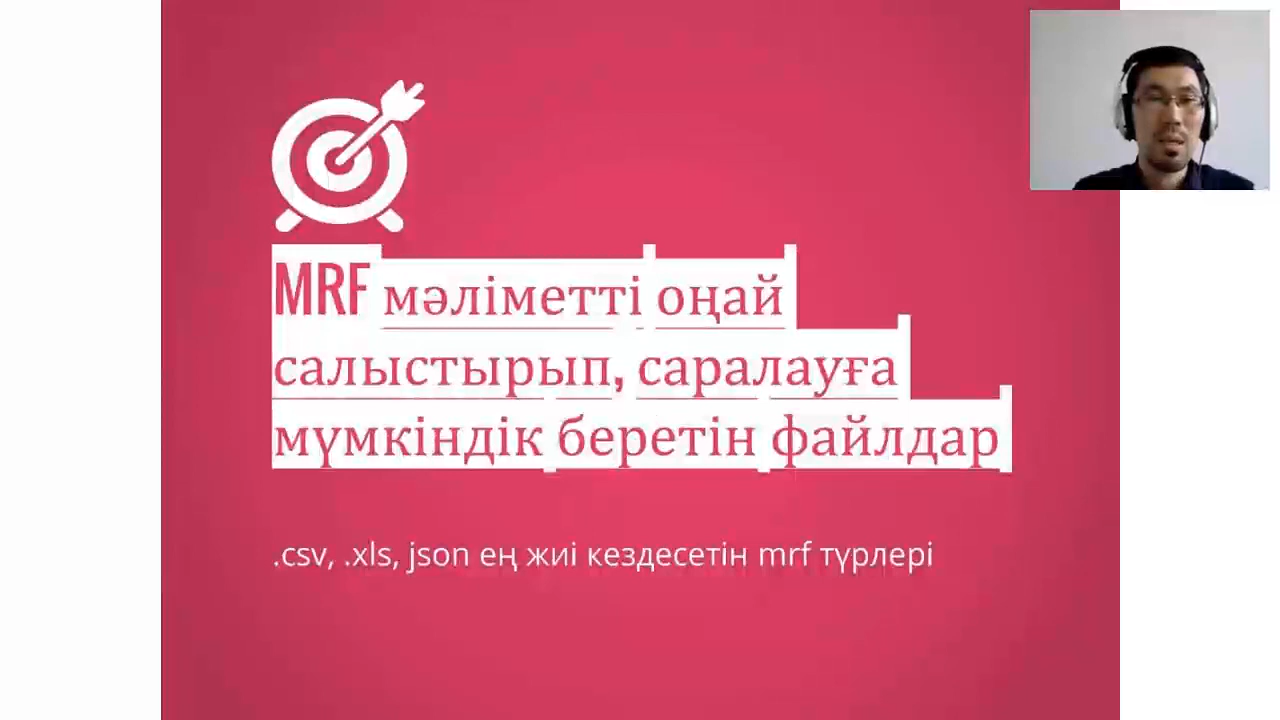 MRF мәліметті оңай
салыстырып, саралауға
мүмкіндік беретін файлдар
.csv, .xls, json ең жиі кездесетін mrf түрлері